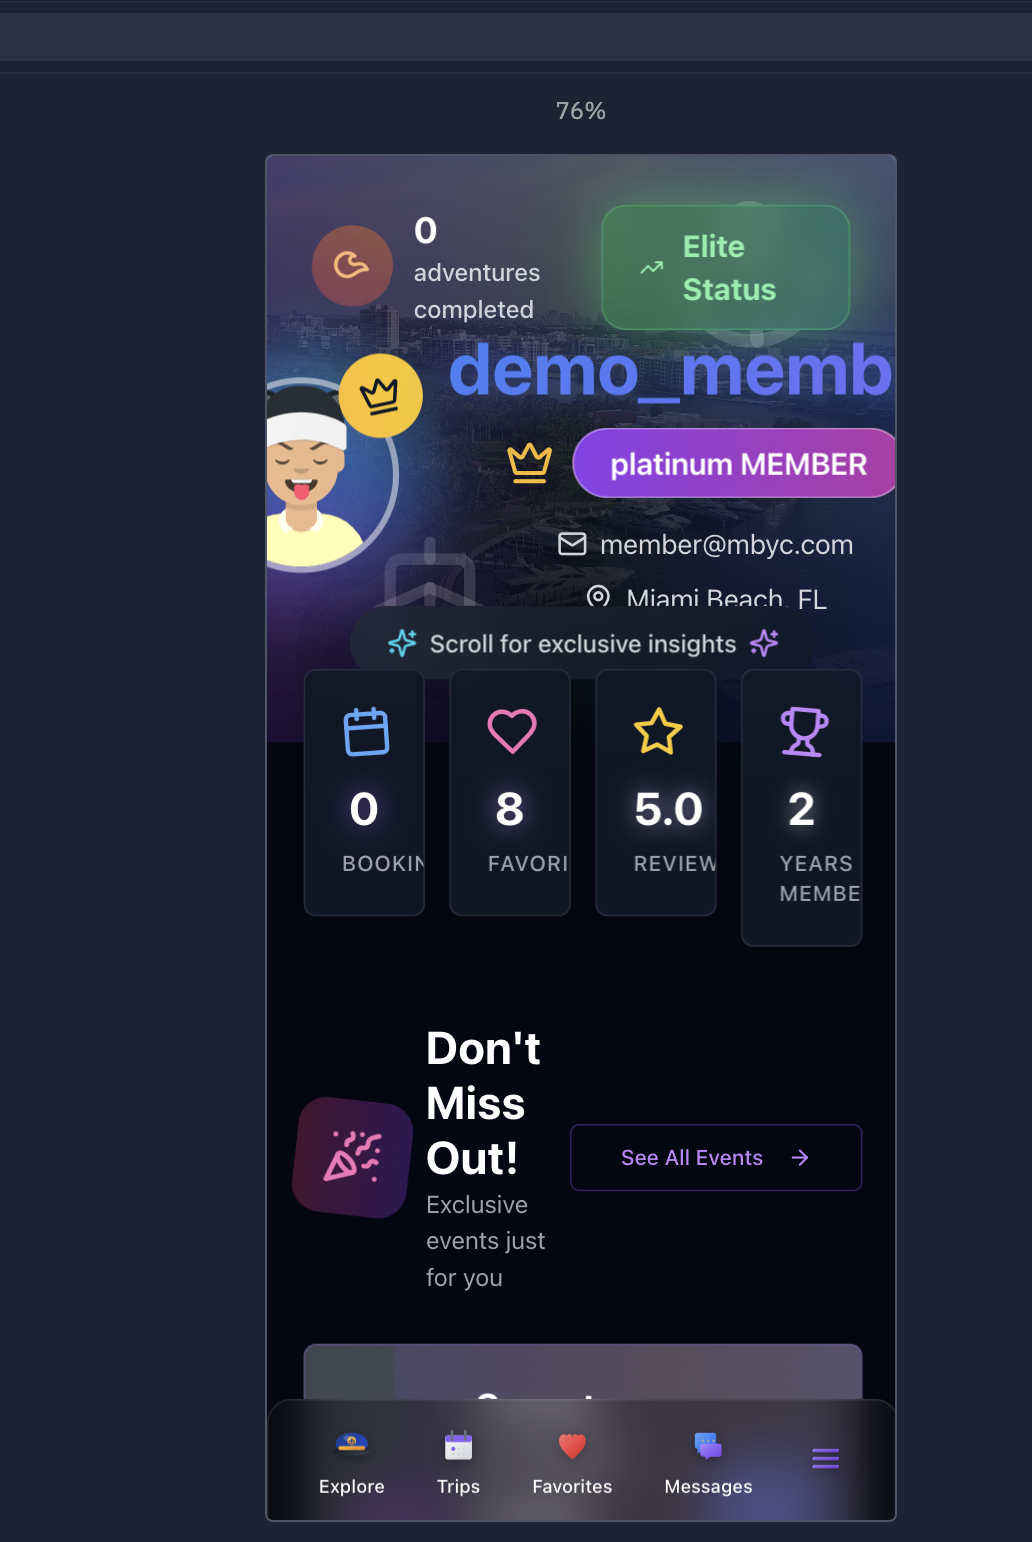 76%
0
adventures
completed
Elite
Status
demo_memb
platinum MEMBER
member@mbyc.com
Miami Beach, FL
Scroll for exclusive insights
0
BOOKIN
8
FAVORI
5.0
REVIEW
2
YEARS
MEMBE
Don't
Miss
Out!
Exclusive
events just
for you
See All Events
Explore
Trips
Favorites
Messages